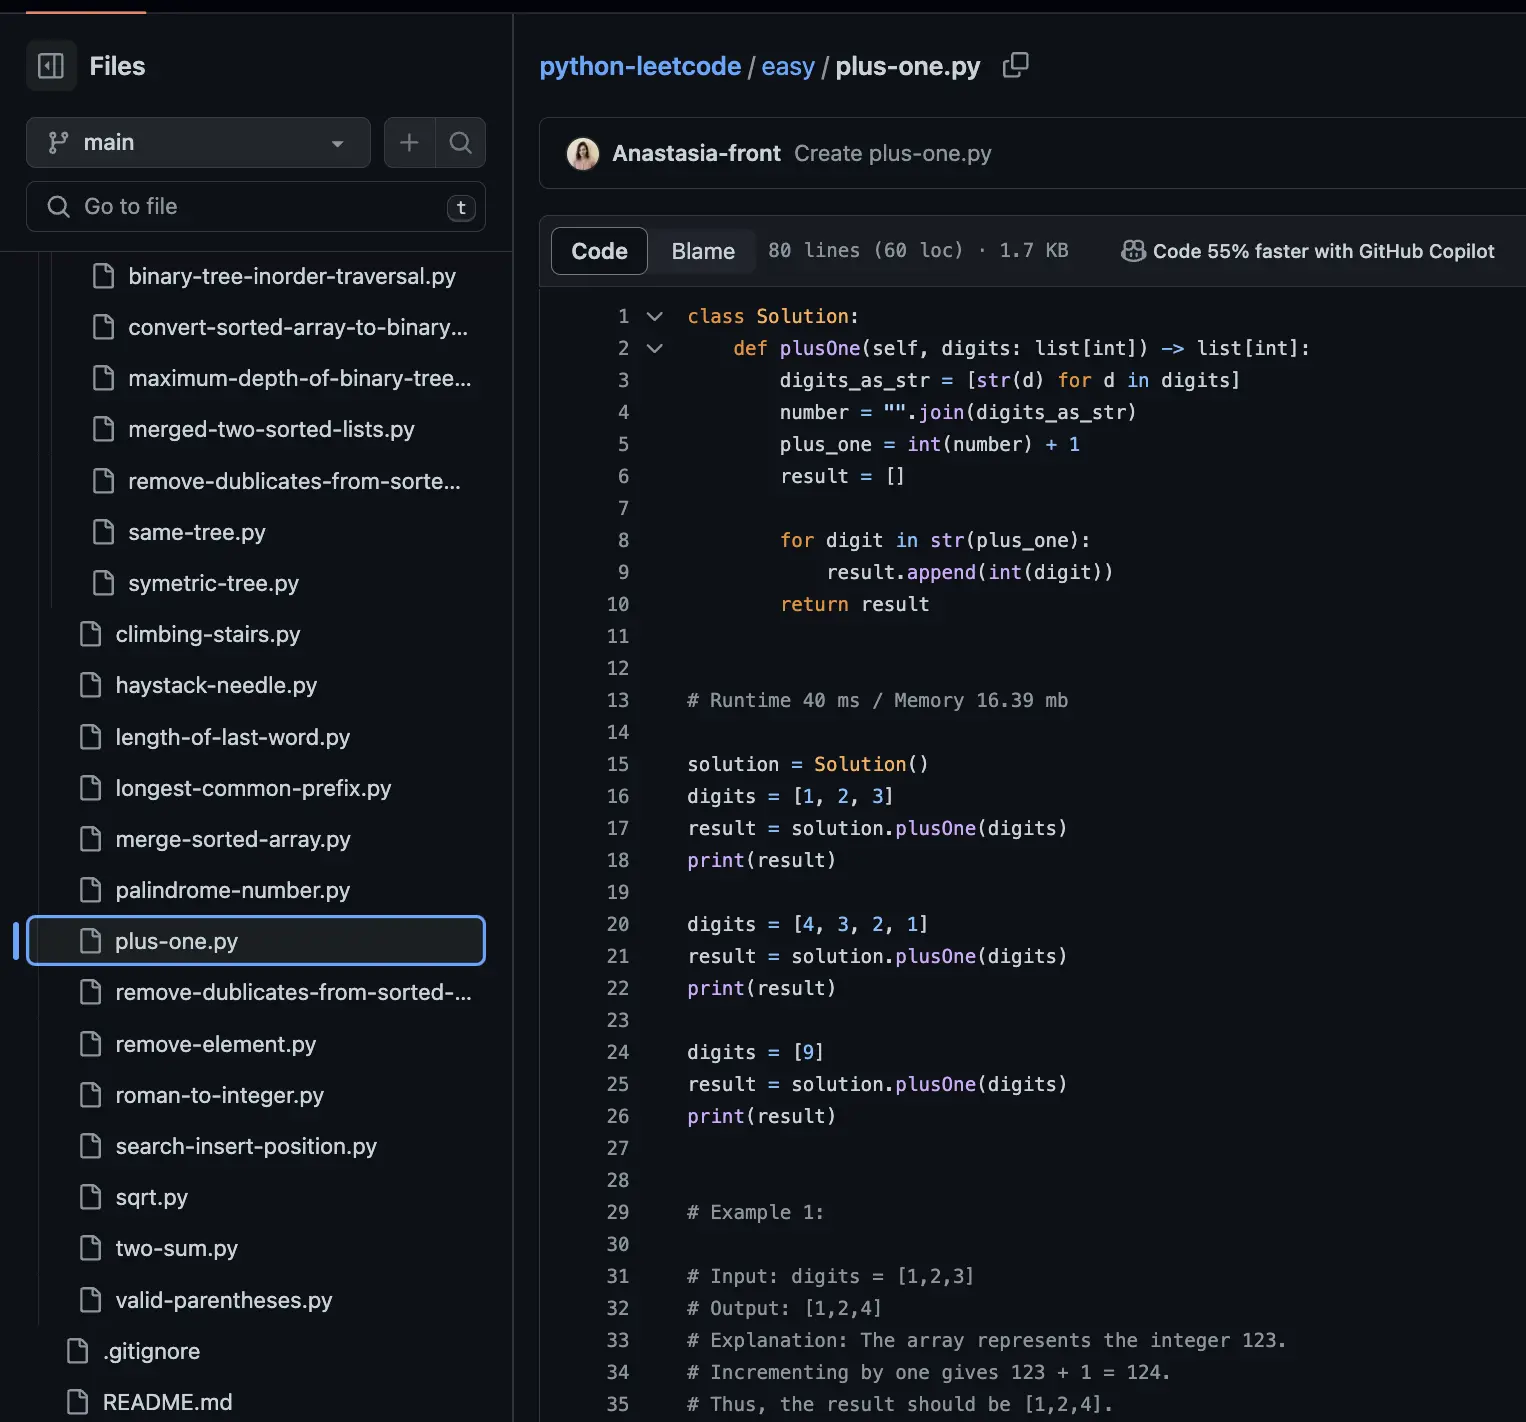 Files
main
Go to file
t
binary-tree-inorder-traversal.py
convert-sorted-array-to-binary...
maximum-depth-of-binary-tree...
merged-two-sorted-lists.py
remove-dublicates-from-sorte...
same-tree.py
symetric-tree.py
climbing-stairs.py
haystack-needle.py
length-of-last-word.py
longest-common-prefix.py
merge-sorted-array.py
palindrome-number.py
plus-one.py
remove-dublicates-from-sorted-...
remove-element.py
roman-to-integer.py
search-insert-position.py
sqrt.py
two-sum.py
valid-parentheses.py
.gitignore
README.md
python-leetcode / easy / plus-one.py
Anastasia-front Create plus-one.py
Code Blame 80 lines (60 loc) · 1.7 KB Code 55% faster with GitHub Copilot
1 class Solution:
2     def plusOne(self, digits: list[int]) -> list[int]:
3         digits_as_str = [str(d) for d in digits]
4         number = "".join(digits_as_str)
5         plus_one = int(number) + 1
6         result = []
7
8         for digit in str(plus_one):
9             result.append(int(digit))
10         return result
11
12
13 # Runtime 40 ms / Memory 16.39 mb
14
15 solution = Solution()
16 digits = [1, 2, 3]
17 result = solution.plusOne(digits)
18 print(result)
19
20 digits = [4, 3, 2, 1]
21 result = solution.plusOne(digits)
22 print(result)
23
24 digits = [9]
25 result = solution.plusOne(digits)
26 print(result)
27
28
29 # Example 1:
30
31 # Input: digits = [1,2,3]
32 # Output: [1,2,4]
33 # Explanation: The array represents the integer 123.
34 # Incrementing by one gives 123 + 1 = 124.
35 # Thus, the result should be [1,2,4].